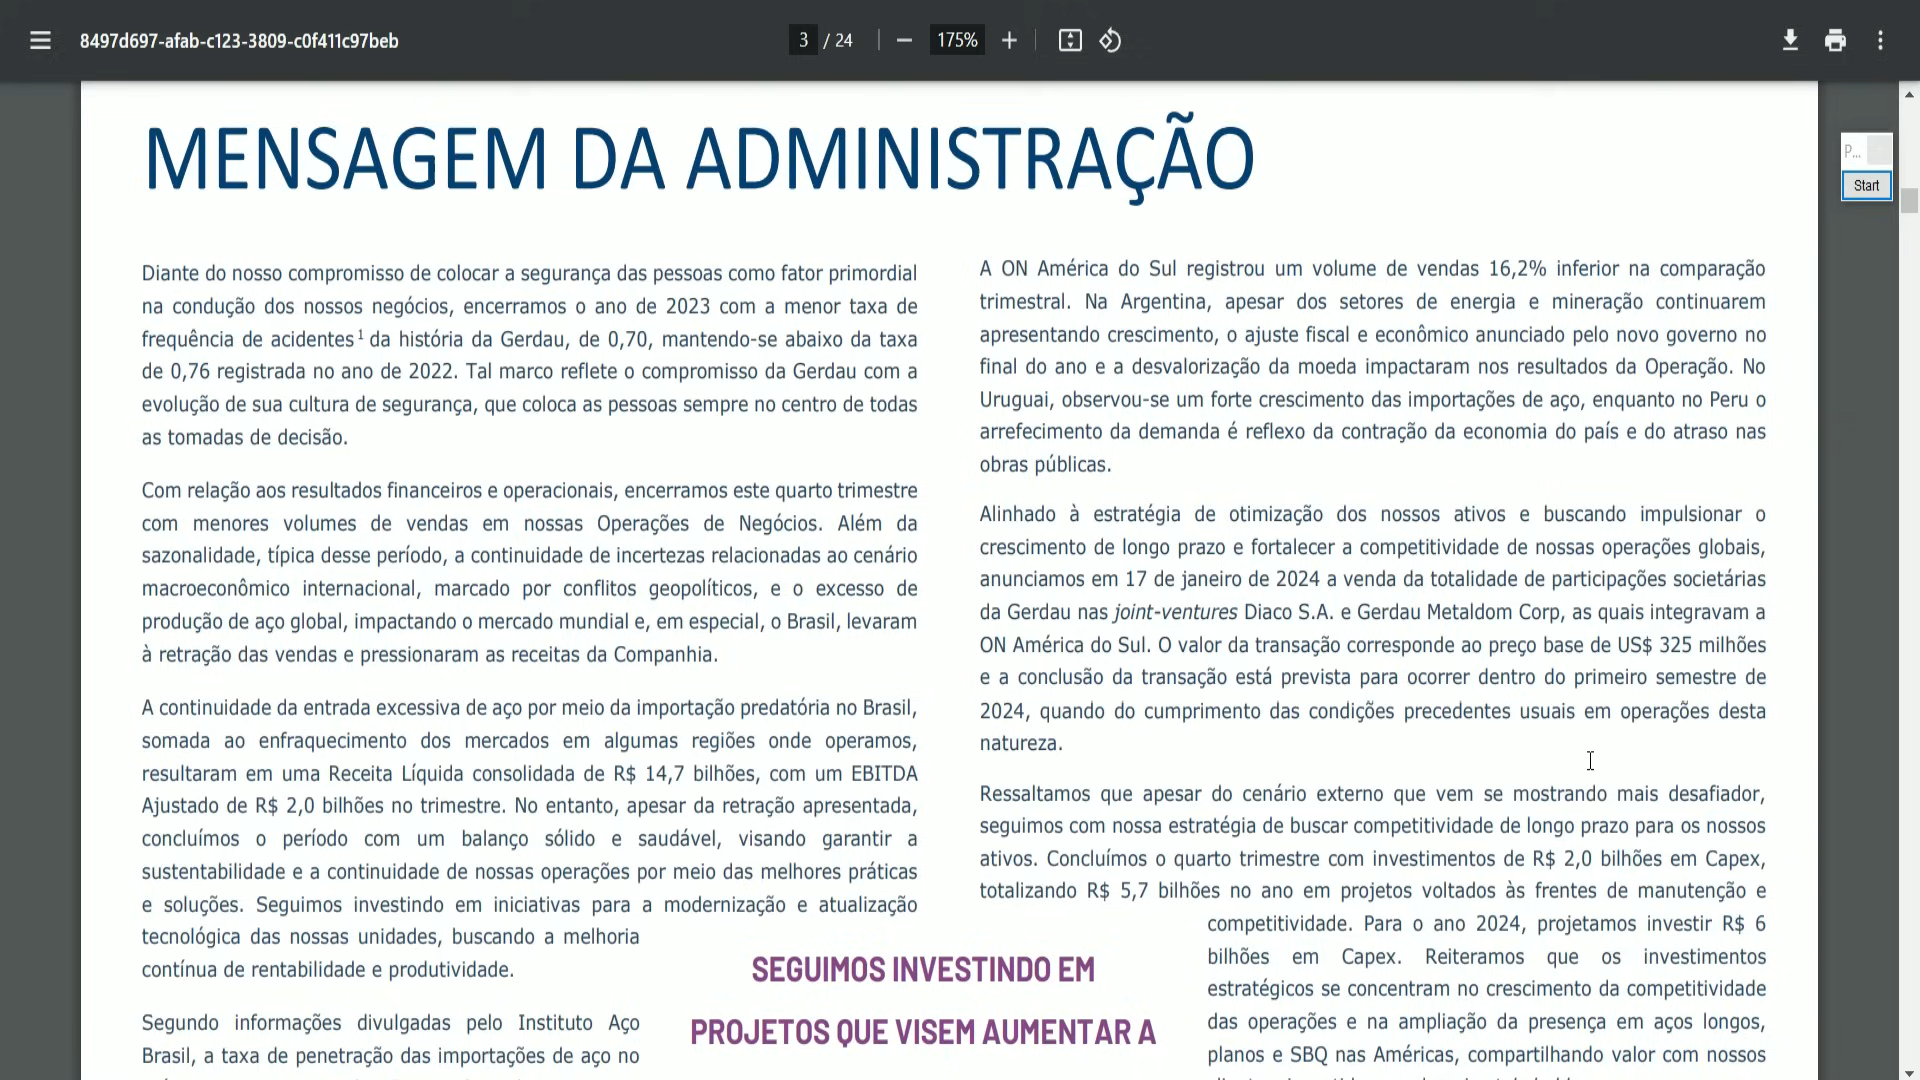 8497d697-afab-c123-3809-c0f411c97beb
3 / 24
175%
P...
Start
MENSAGEM DA ADMINISTRAÇÃO
Diante do nosso compromisso de colocar a segurança das pessoas como fator primordial
na condução dos nossos negócios, encerramos o ano de 2023 com a menor taxa de
frequência de acidentes¹ da história da Gerdau, de 0,70, mantendo-se abaixo da taxa
de 0,76 registrada no ano de 2022. Tal marco reflete o compromisso da Gerdau com a
evolução de sua cultura de segurança, que coloca as pessoas sempre no centro de todas
as tomadas de decisão.
Com relação aos resultados financeiros e operacionais, encerramos este quarto trimestre
com menores volumes de vendas em nossas Operações de Negócios. Além da
sazonalidade, típica desse período, a continuidade de incertezas relacionadas ao cenário
macroeconômico internacional, marcado por conflitos geopolíticos, e o excesso de
produção de aço global, impactando o mercado mundial e, em especial, o Brasil, levaram
à retração das vendas e pressionaram as receitas da Companhia.
A continuidade da entrada excessiva de aço por meio da importação predatória no Brasil,
somada ao enfraquecimento dos mercados em algumas regiões onde operamos,
resultaram em uma Receita Líquida consolidada de R$ 14,7 bilhões, com um EBITDA
Ajustado de R$ 2,0 bilhões no trimestre. No entanto, apesar da retração apresentada,
concluímos o período com um balanço sólido e saudável, visando garantir a
sustentabilidade e a continuidade de nossas operações por meio das melhores práticas
e soluções. Seguimos investindo em iniciativas para a modernização e atualização
tecnológica das nossas unidades, buscando a melhoria
contínua de rentabilidade e produtividade.
Segundo informações divulgadas pelo Instituto Aço
Brasil, a taxa de penetração das importações de aço no
SEGUIMOS INVESTINDO EM
PROJETOS QUE VISEM AUMENTAR A
A ON América do Sul registrou um volume de vendas 16,2% inferior na comparação
trimestral. Na Argentina, apesar dos setores de energia e mineração continuarem
apresentando crescimento, o ajuste fiscal e econômico anunciado pelo novo governo no
final do ano e a desvalorização da moeda impactaram nos resultados da Operação. No
Uruguai, observou-se um forte crescimento das importações de aço, enquanto no Peru o
arrefecimento da demanda é reflexo da contração da economia do país e do atraso nas
obras públicas.
Alinhado à estratégia de otimização dos nossos ativos e buscando impulsionar o
crescimento de longo prazo e fortalecer a competitividade de nossas operações globais,
anunciamos em 17 de janeiro de 2024 a venda da totalidade de participações societárias
da Gerdau nas joint-ventures Diaco S.A. e Gerdau Metaldom Corp, as quais integravam a
ON América do Sul. O valor da transação corresponde ao preço base de US$ 325 milhões
e a conclusão da transação está prevista para ocorrer dentro do primeiro semestre de
2024, quando do cumprimento das condições precedentes usuais em operações desta
natureza.
Ressaltamos que apesar do cenário externo que vem se mostrando mais desafiador,
seguimos com nossa estratégia de buscar competitividade de longo prazo para os nossos
ativos. Concluímos o quarto trimestre com investimentos de R$ 2,0 bilhões em Capex,
totalizando R$ 5,7 bilhões no ano em projetos voltados às frentes de manutenção e
competitividade. Para o ano 2024, projetamos investir R$ 6
bilhões em Capex. Reiteramos que os investimentos
estratégicos se concentram no crescimento da competitividade
das operações e na ampliação da presença em aços longos,
planos e SBQ nas Américas, compartilhando valor com nossos